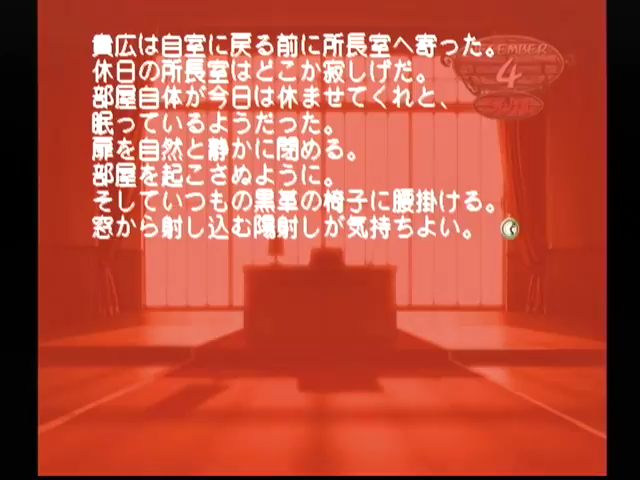 貴広は自室に戻る前に所長室へ寄った。
休日の所長室はどこか寂しげだ。
部屋自体が今日は休ませてくれと、
眠っているようだった。
扉を自然と静かに閉める。
部屋を起こさぬように。
そしていつもの黒革の椅子に腰掛ける。
窓から射し込む陽射しが気持ちよい。
DECEMBER
4